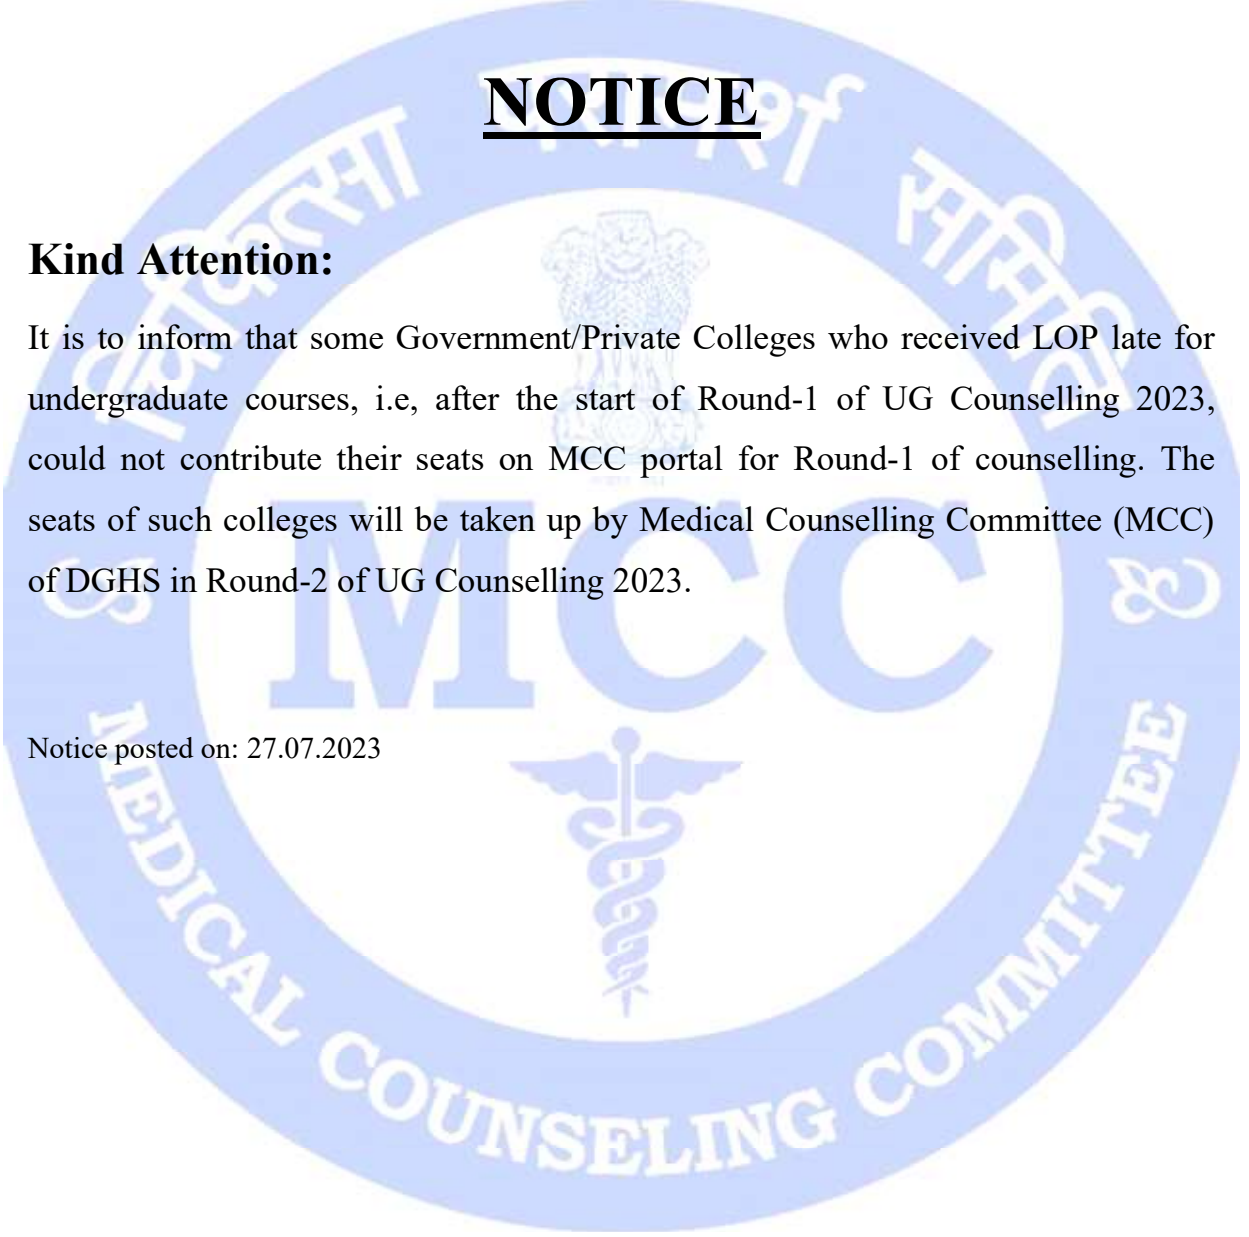 NOTICE
चिकित्सा परामर्श समिति
Kind Attention:
It is to inform that some Government/Private Colleges who received LOP late for
undergraduate courses, i.e, after the start of Round-1 of UG Counselling 2023,
could not contribute their seats on MCC portal for Round-1 of counselling. The
seats of such colleges will be taken up by Medical Counselling Committee (MCC)
of DGHS in Round-2 of UG Counselling 2023.
MCC
Notice posted on: 27.07.2023
MEDICAL COUNSELING COMMITTEE